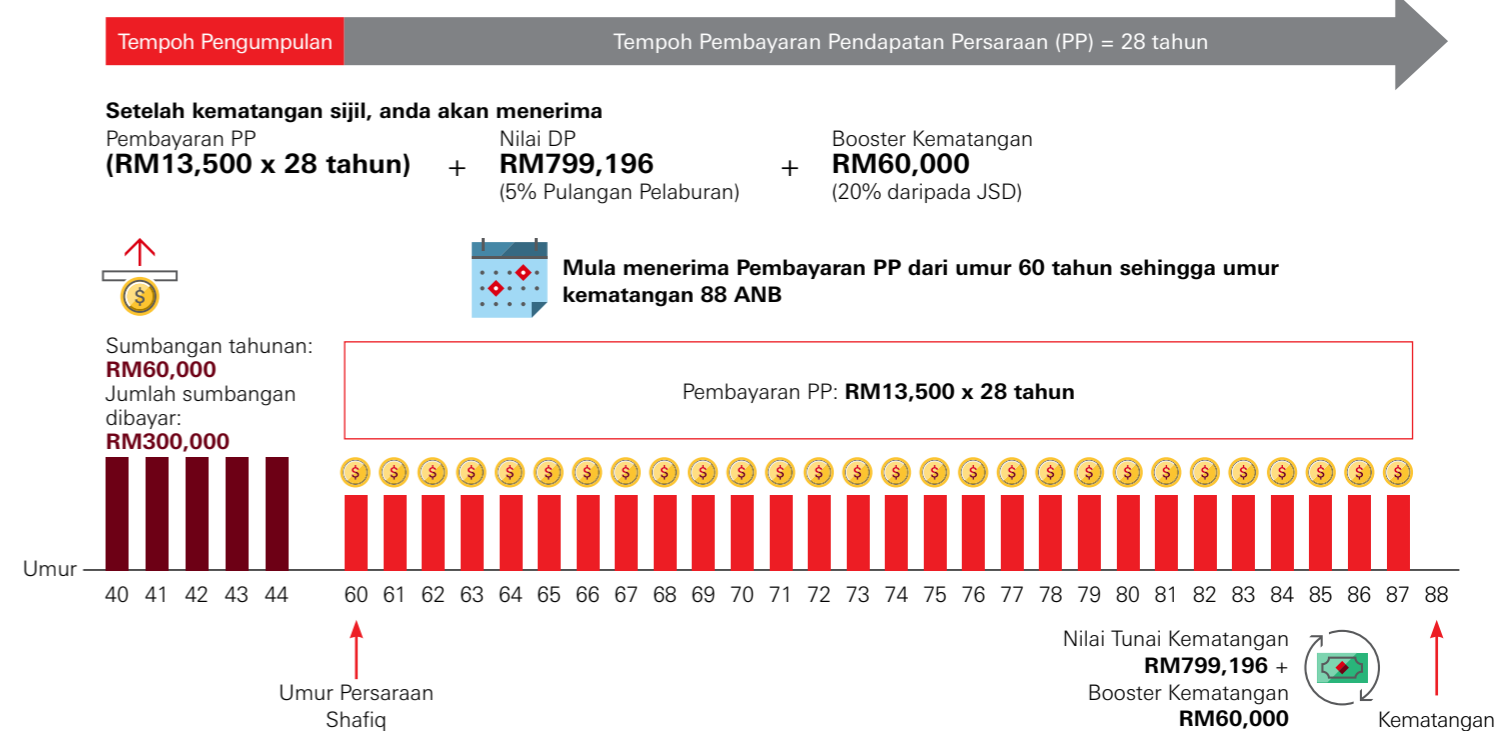 Tempoh Pengumpulan
Tempoh Pembayaran Pendapatan Persaraan (PP) = 28 tahun
Setelah kematangan sijil, anda akan menerima
Pembayaran PP
(RM13,500 x 28 tahun)
+
Nilai DP
RM799,196
(5% Pulangan Pelaburan)
+
Booster Kematangan
RM60,000
(20% daripada JSD)
$
Mula menerima Pembayaran PP dari umur 60 tahun sehingga umur
kematangan 88 ANB
Sumbangan tahunan:
RM60,000
Jumlah sumbangan
dibayar:
RM300,000
Pembayaran PP: RM13,500 x 28 tahun
$ $ $ $ $ $ $ $ $ $ $ $ $ $ $ $ $ $ $ $ $ $ $ $ $ $ $ $
Umur
40 41 42 43 44 60 61 62 63 64 65 66 67 68 69 70 71 72 73 74 75 76 77 78 79 80 81 82 83 84 85 86 87 88
Umur Persaraan
Shafiq
Nilai Tunai Kematangan
RM799,196 +
Booster Kematangan
RM60,000
Kematangan